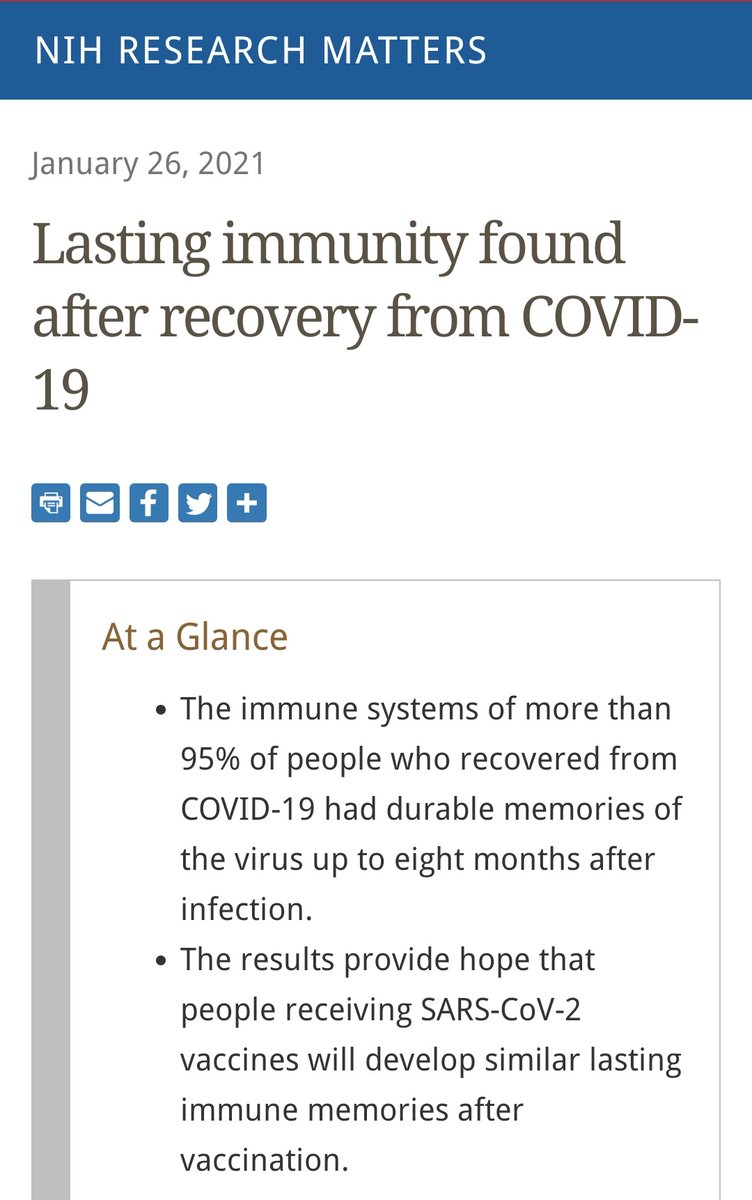 NIH RESEARCH MATTERS
January 26, 2021
Lasting immunity found
after recovery from COVID-
19
At a Glance
• The immune systems of more than
95% of people who recovered from
COVID-19 had durable memories of
the virus up to eight months after
infection.
• The results provide hope that
people receiving SARS-CoV-2
vaccines will develop similar lasting
immune memories after
vaccination.